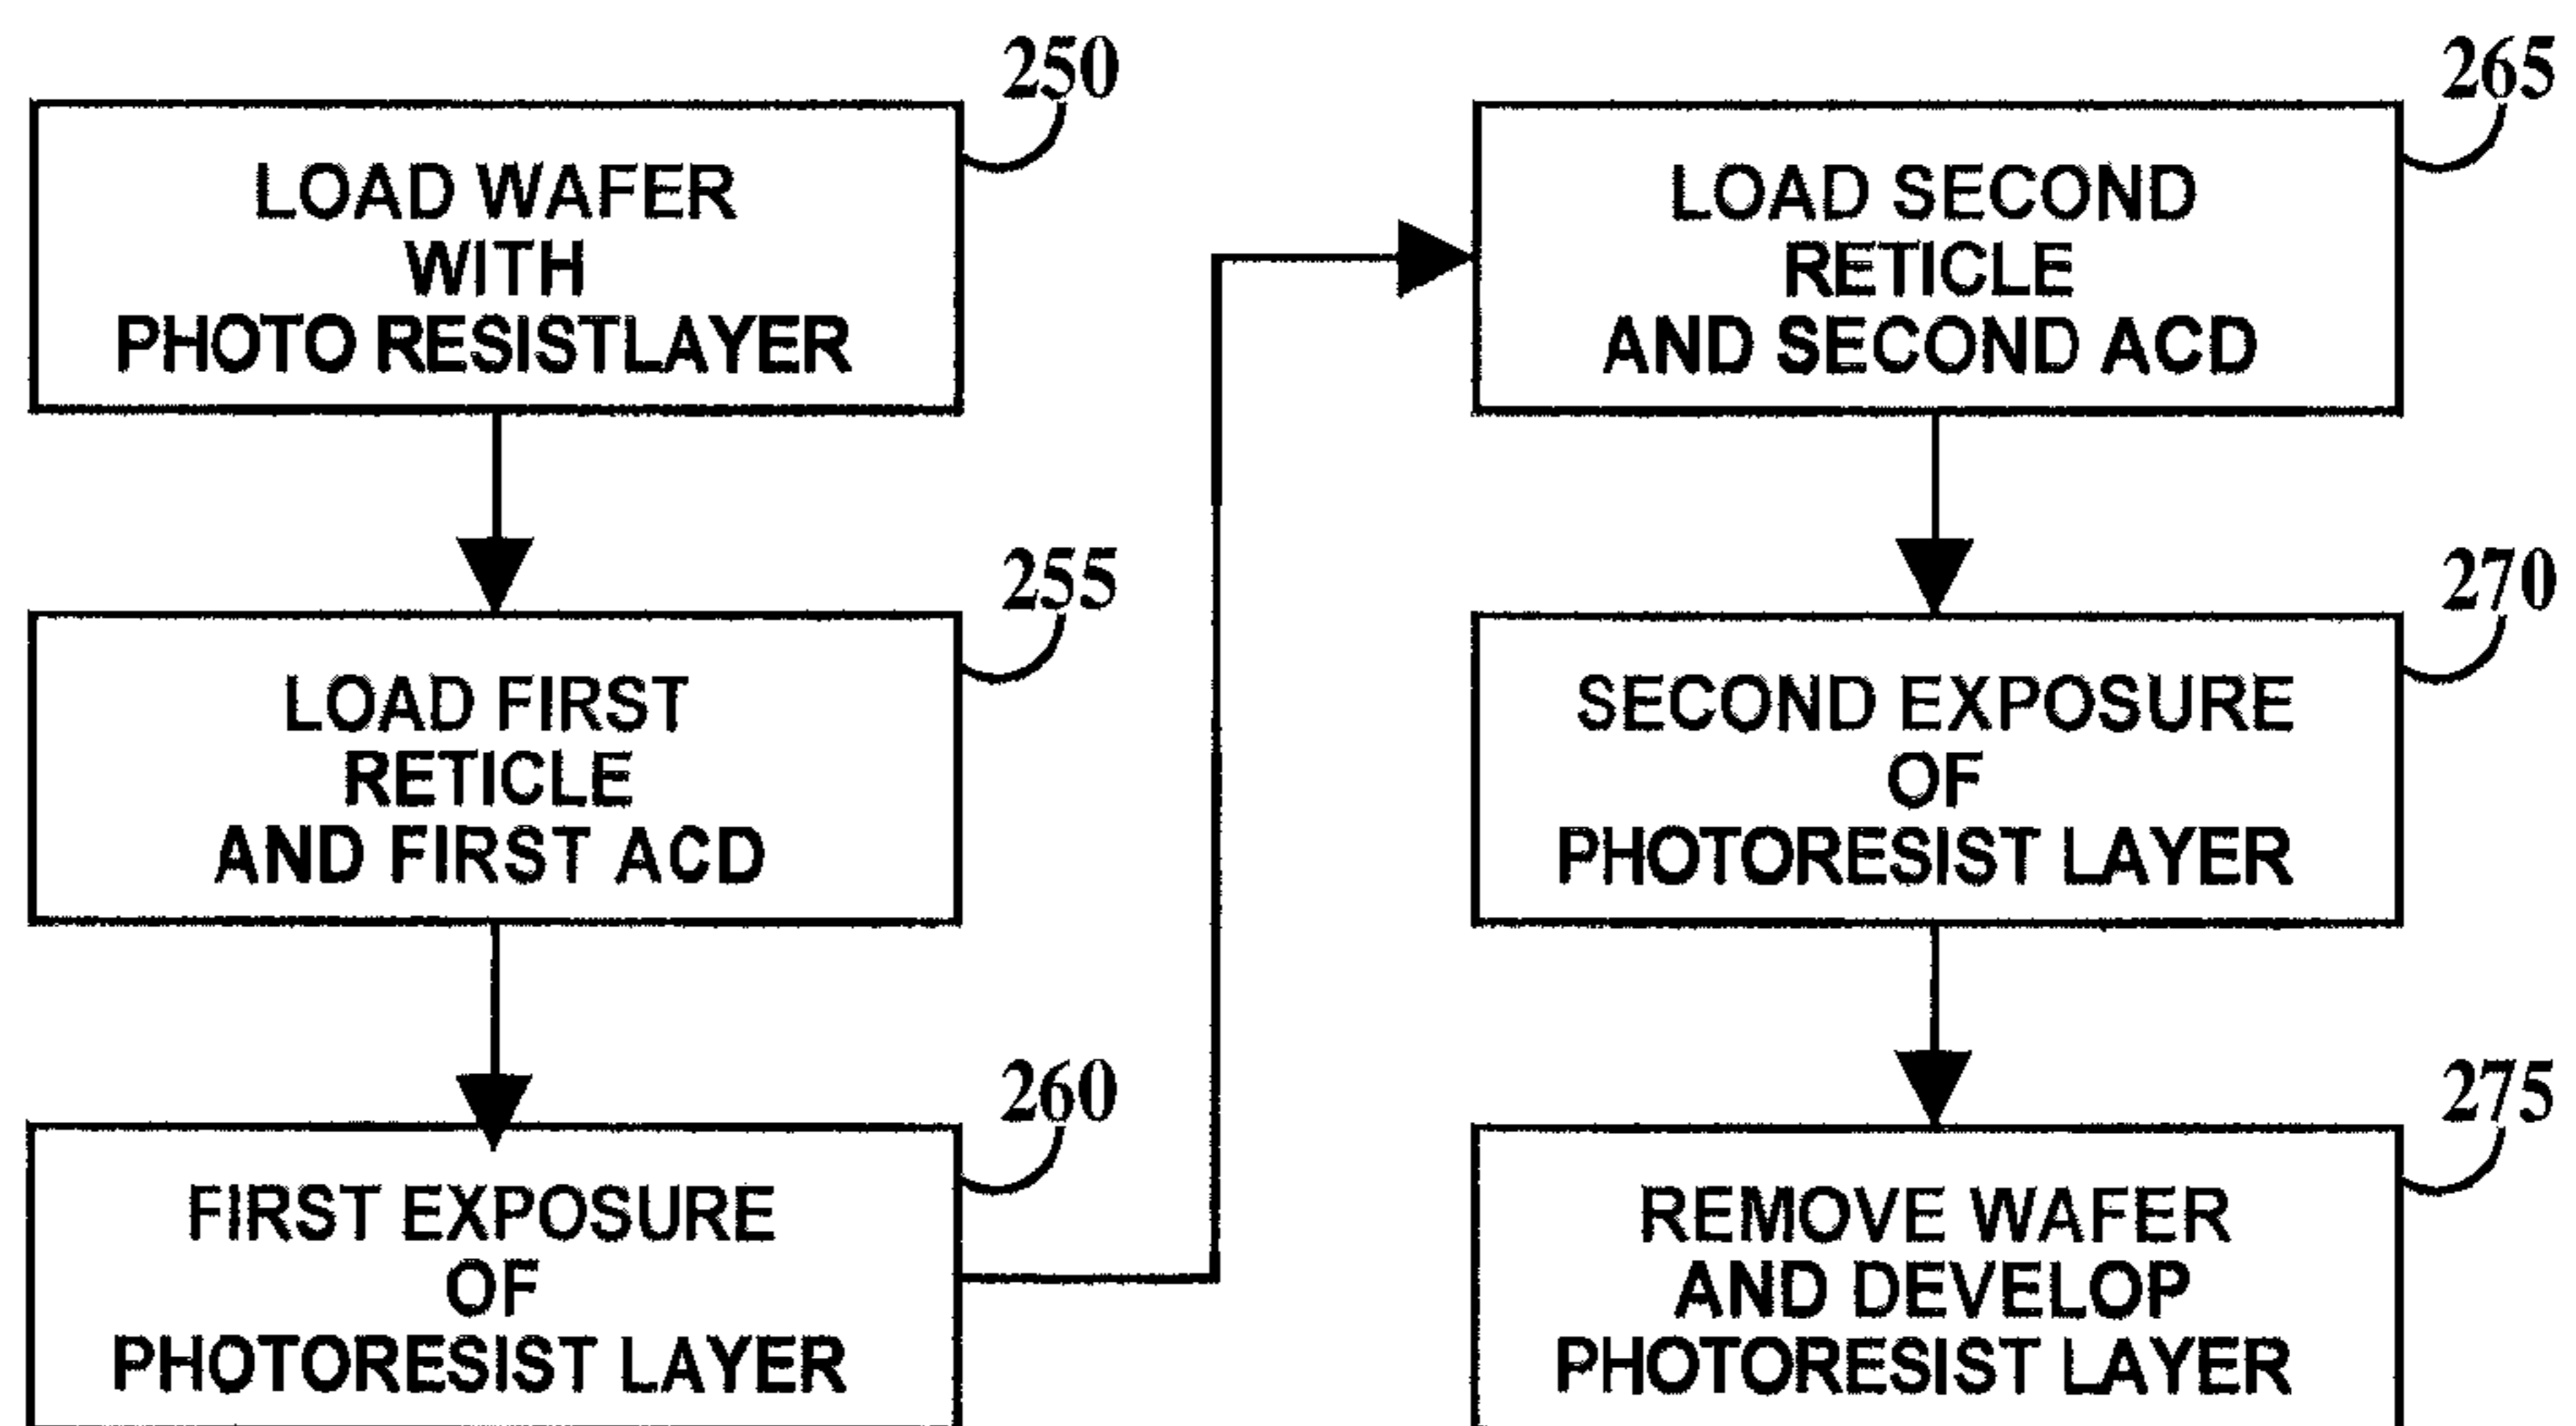 250
LOAD WAFER
WITH
PHOTO RESISTLAYER
255
LOAD FIRST
RETICLE
AND FIRST ACD
260
FIRST EXPOSURE
OF
PHOTORESIST LAYER
265
LOAD SECOND
RETICLE
AND SECOND ACD
270
SECOND EXPOSURE
OF
PHOTORESIST LAYER
275
REMOVE WAFER
AND DEVELOP
PHOTORESIST LAYER